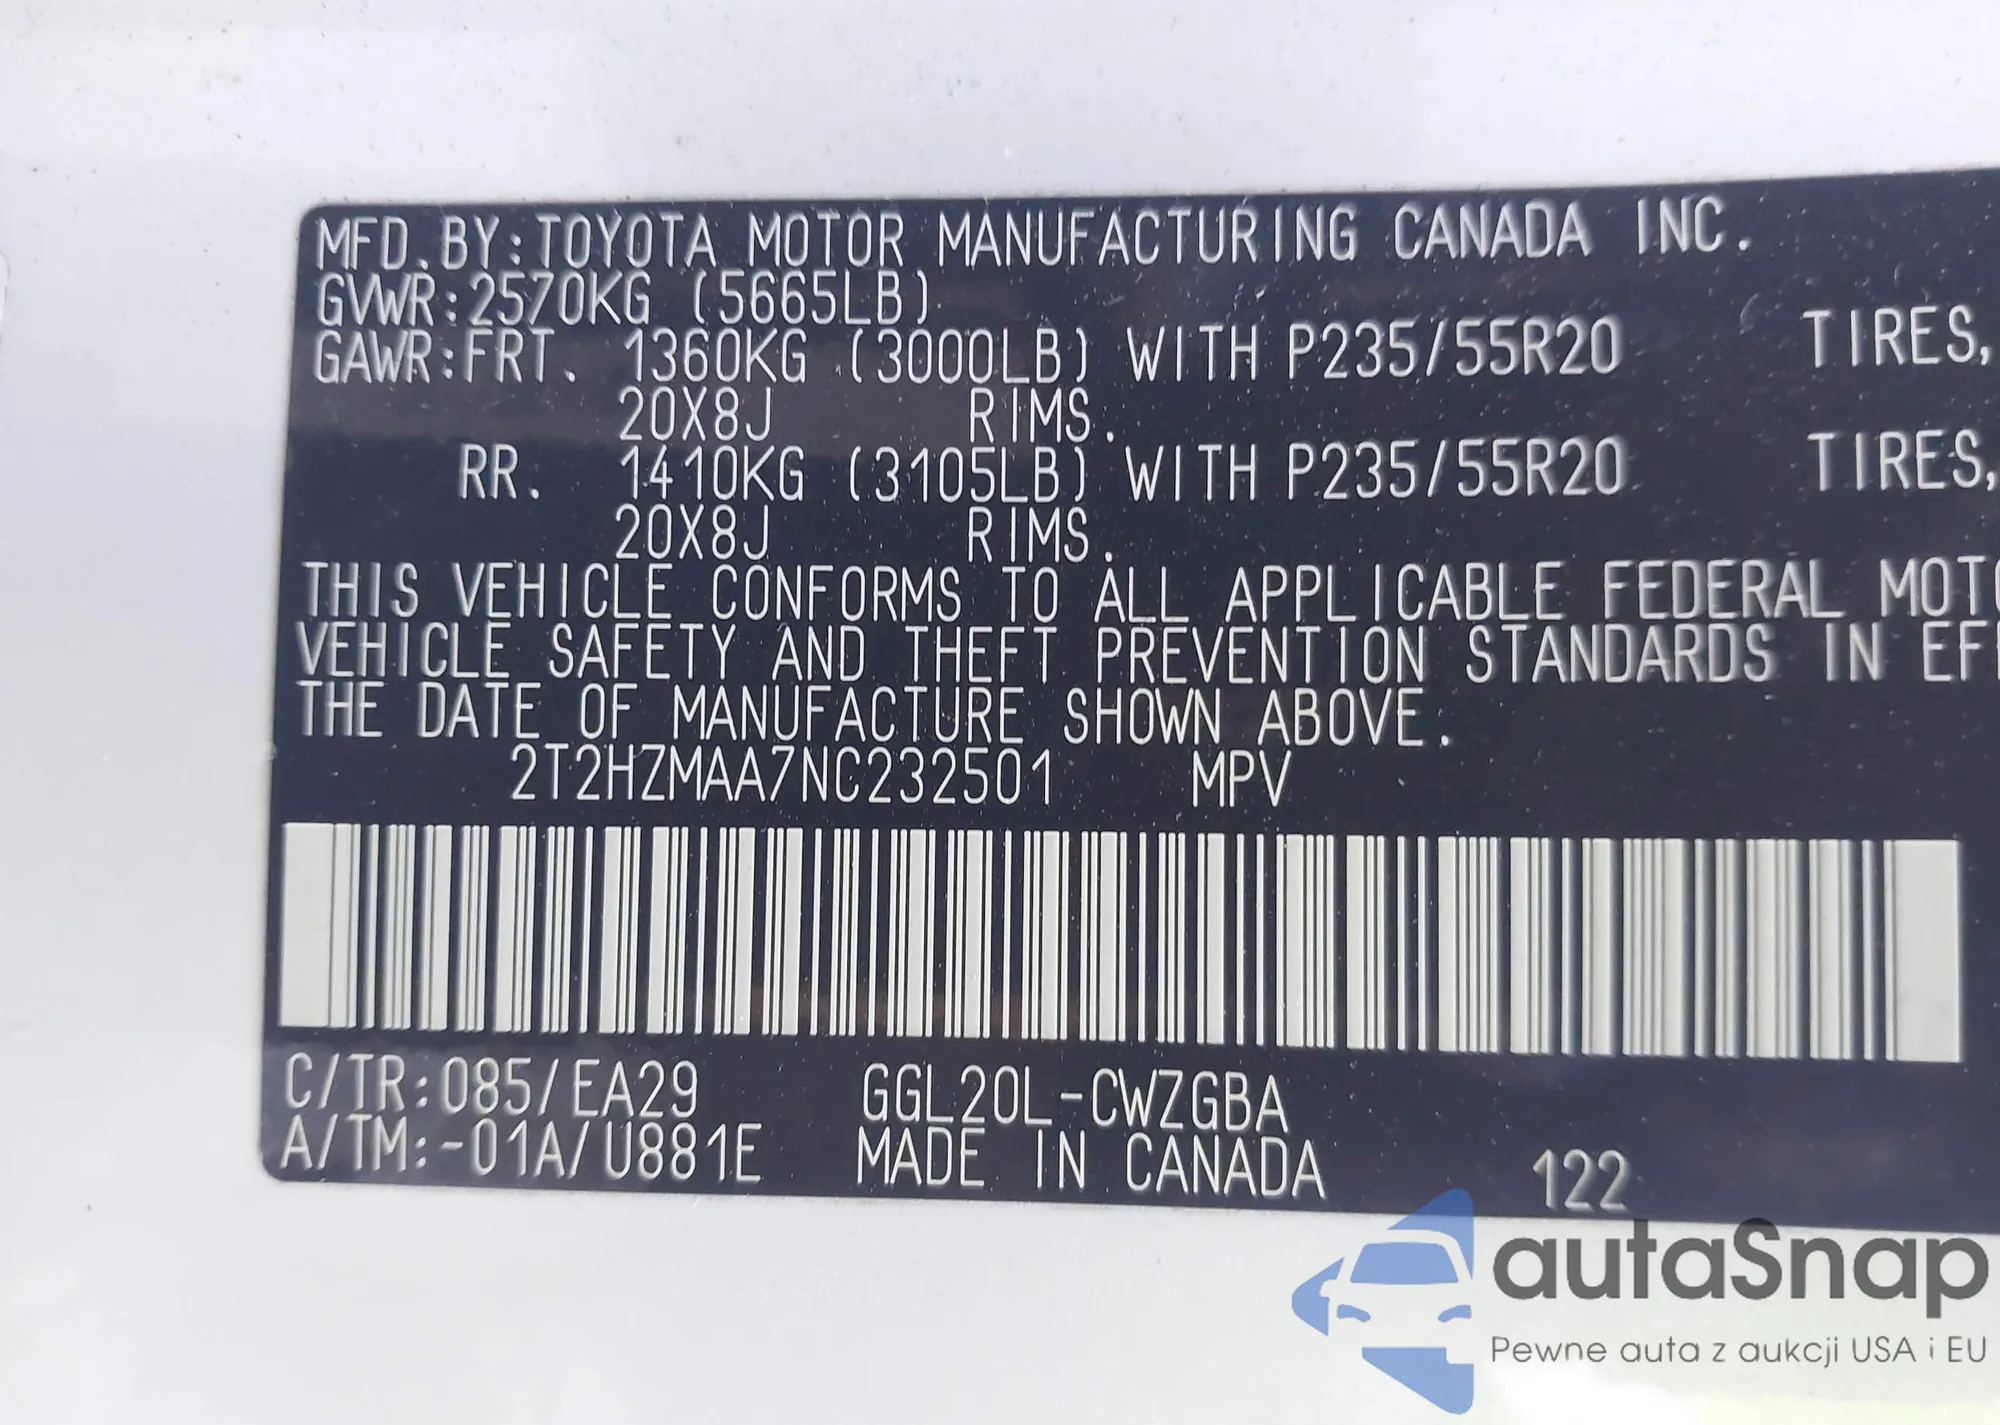 MFD.BY:TOYOTA MOTOR MANUFACTURING CANADA INC.
GVWR:2570KG (5665LB)
GAWR:FRT. 1360KG (3000LB) WITH P235/55R20 TIRES,
20X8J RIMS.
RR. 1410KG (3105LB) WITH P235/55R20 TIRES,
20X8J RIMS.
THIS VEHICLE CONFORMS TO ALL APPLICABLE FEDERAL MOTO
VEHICLE SAFETY AND THEFT PREVENTION STANDARDS IN EF
THE DATE OF MANUFACTURE SHOWN ABOVE.
2T2HZMAA7NC232501 MPV
C/TR:085/EA29 GGL20L-CWZGBA
A/TM:-01A/U881E MADE IN CANADA 122
autaSnap
Pewne auta z aukcji USA i EU